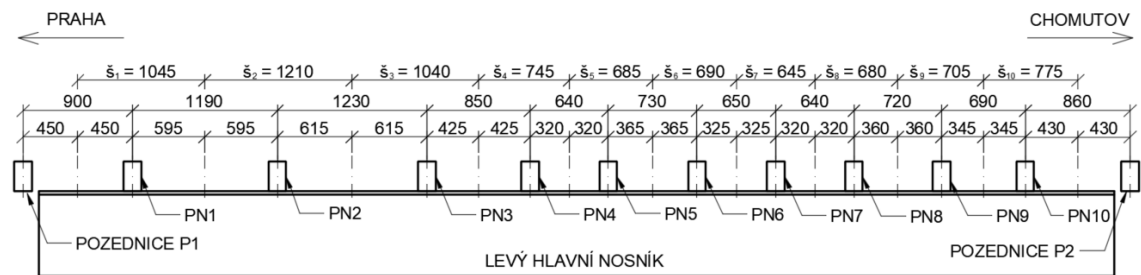 PRAHA
CHOMUTOV
š₁ = 1045 š₂ = 1210 š₃ = 1040 š₄ = 745 š₅ = 685 š₆ = 690 š₇ = 645 š₈ = 680 š₉ = 705 š₁₀ = 775
900 1190 1230 850 640 730 650 640 720 690 860
450 450 595 595 615 615 425 425 320 320 365 365 325 325 320 320 360 360 345 345 430 430
PN1 PN2 PN3 PN4 PN5 PN6 PN7 PN8 PN9 PN10
POZEDNICE P1
POZEDNICE P2
LEVÝ HLAVNÍ NOSNÍK